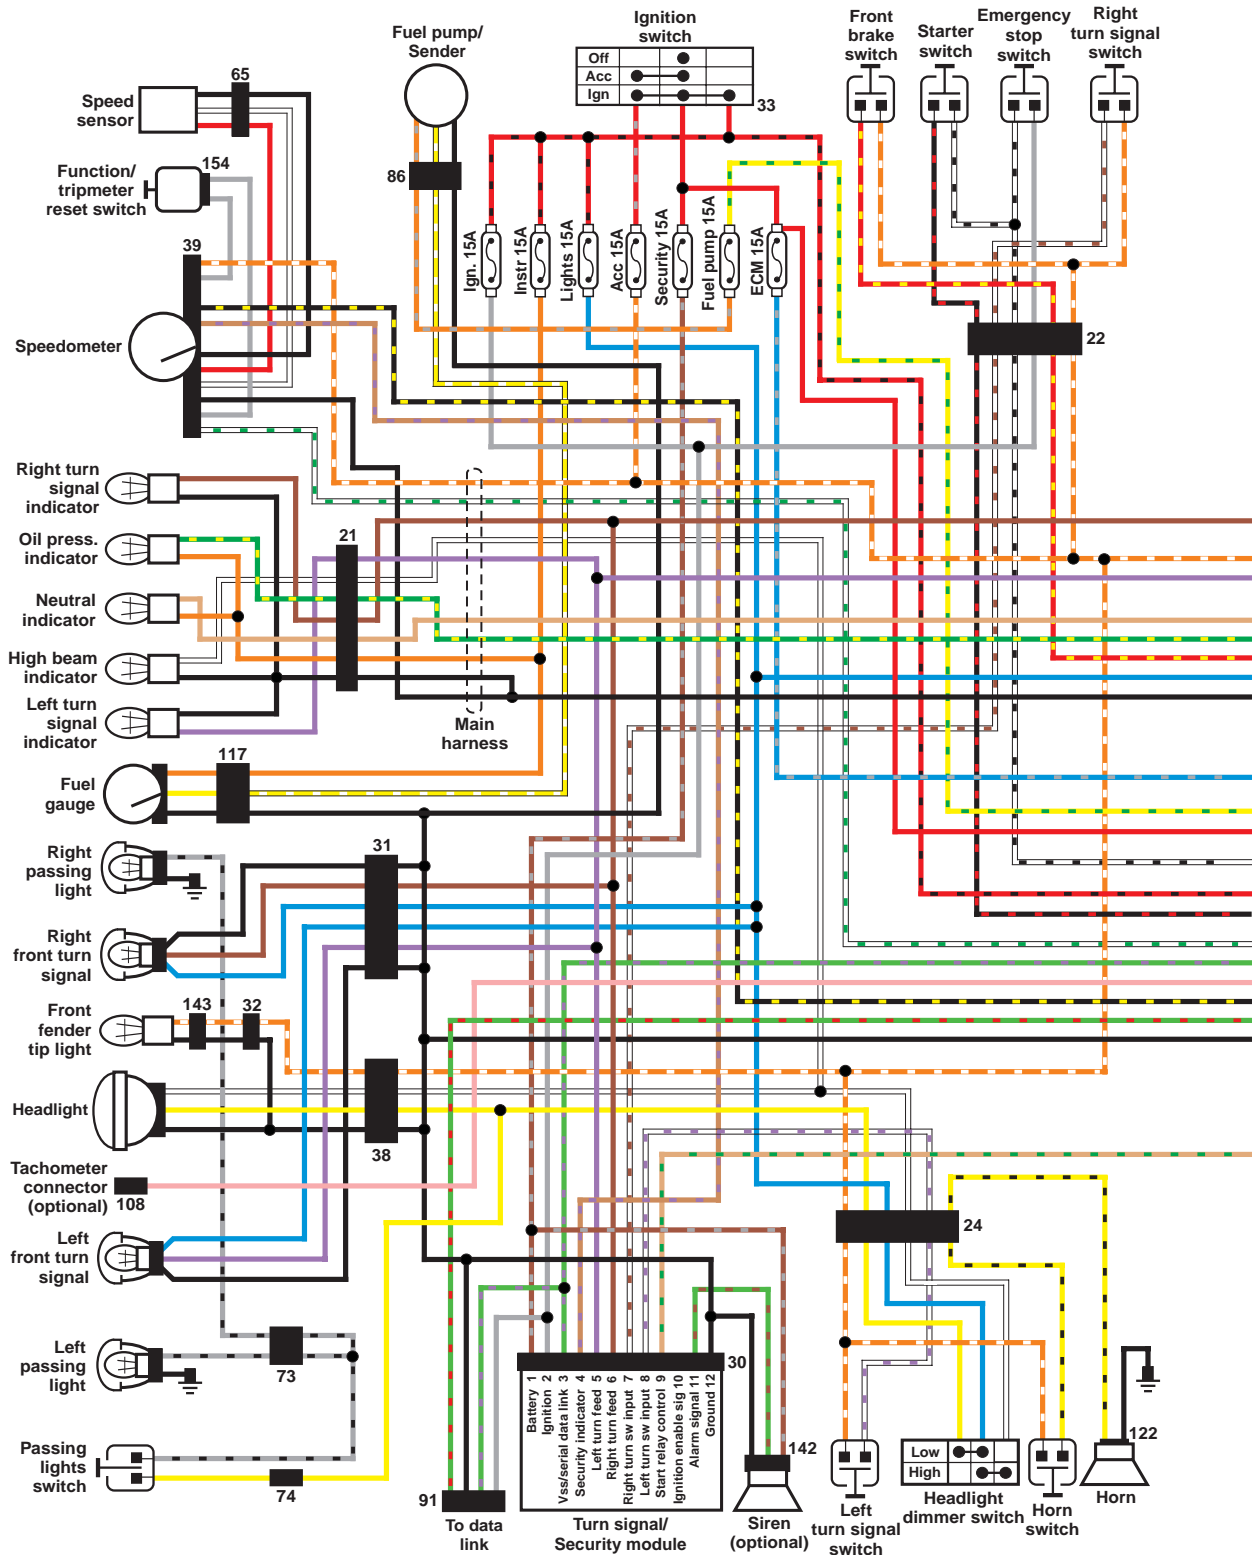 Fuel pump/
Sender
Ignition
switch
Off
Acc
Ign
33
Front
brake
switch
Starter
switch
Emergency
stop
switch
Right
turn signal
switch
65
Speed
sensor
154
Function/
tripmeter
reset switch
86
39
Ign. 15A
Instr 15A
Lights 15A
Acc 15A
Security 15A
Fuel pump 15A
ECM 15A
Speedometer
22
Right turn
signal
indicator
Oil press.
indicator
21
Neutral
indicator
High beam
indicator
Left turn
signal
indicator
Main
harness
117
Fuel
gauge
Right
passing
light
31
Right
front turn
signal
Front
fender
tip light
143
32
Headlight
38
Tachometer
connector
(optional)
108
24
Left
front turn
signal
Left
passing
light
73
30
Battery 1
Ignition 2
Vss/serial data link 3
Security indicator 4
Left turn feed 5
Right turn feed 6
Right turn sw input 7
Left turn sw input 8
Start relay control 9
Ignition enable sig 10
Alarm signal 11
Ground 12
142
122
Low
High
Passing
lights
switch
74
91
To data
link
Turn signal/
Security module
Siren
(optional)
Left
turn signal
switch
Headlight
dimmer switch
Horn
switch
Horn